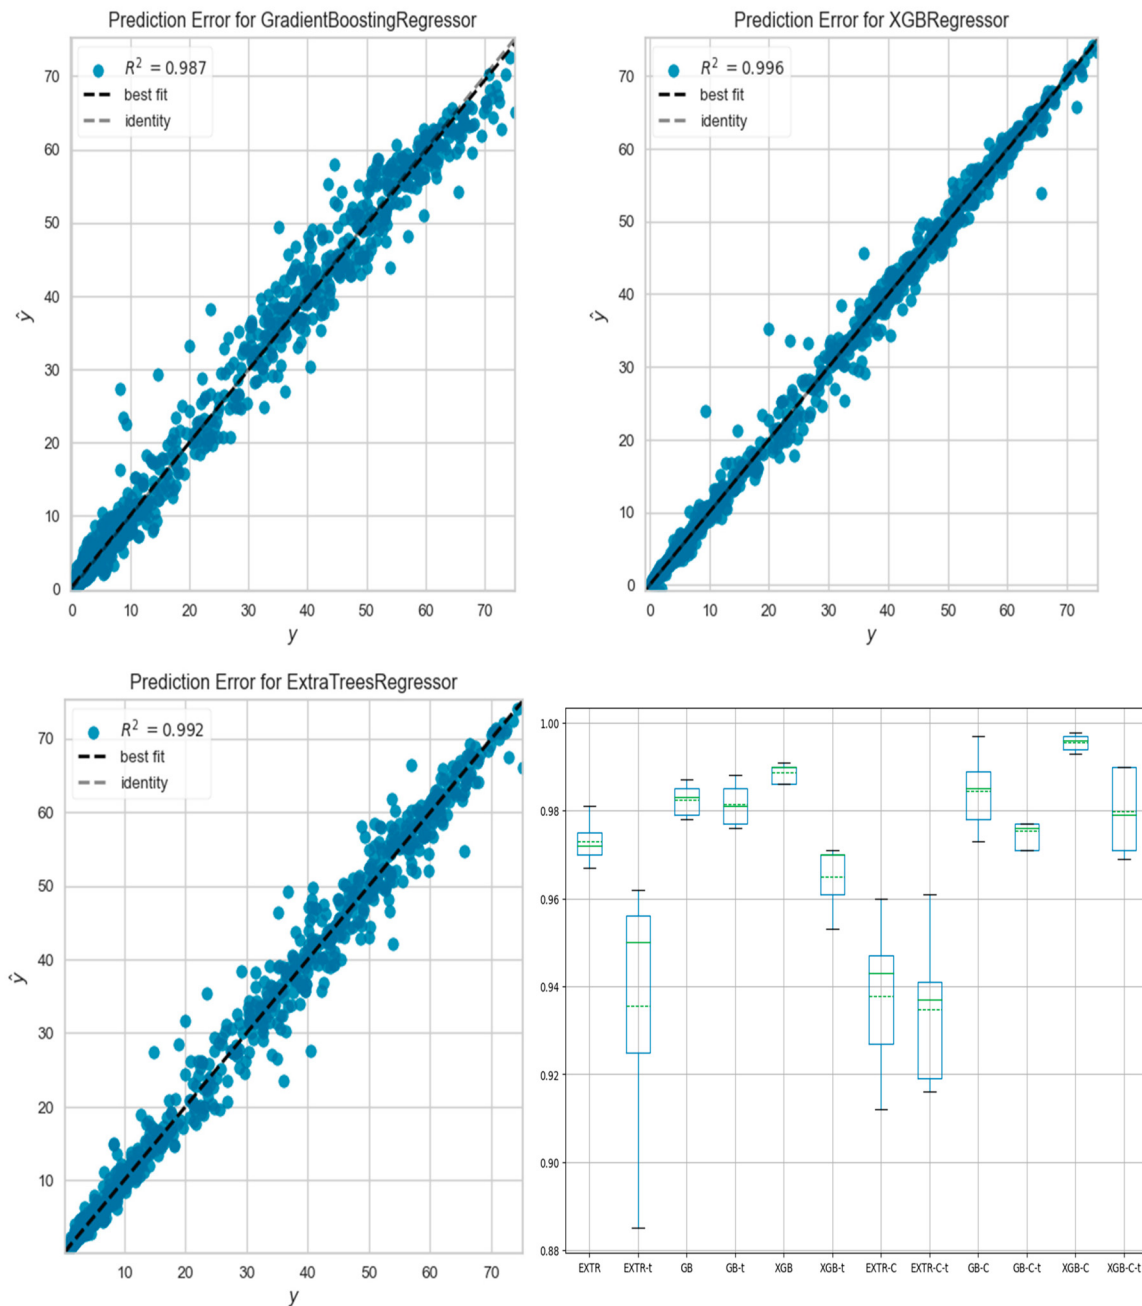 Prediction Error for GradientBoostingRegressor
R² = 0.987
best fit
identity
70
60
50
40
30
20
10
0
ŷ
0 10 20 30 40 50 60 70
y
Prediction Error for XGBRegressor
R² = 0.996
best fit
identity
70
60
50
40
30
20
10
0
ŷ
0 10 20 30 40 50 60 70
y
Prediction Error for ExtraTreesRegressor
R² = 0.992
best fit
identity
70
60
50
40
30
20
10
ŷ
10 20 30 40 50 60 70
y
1.00
0.98
0.96
0.94
0.92
0.90
0.88
EXTR EXTR-t GB GB-t XGB XGB-t EXTR-C EXTR-C-t GB-C GB-C-t XGB-C XGB-C-t